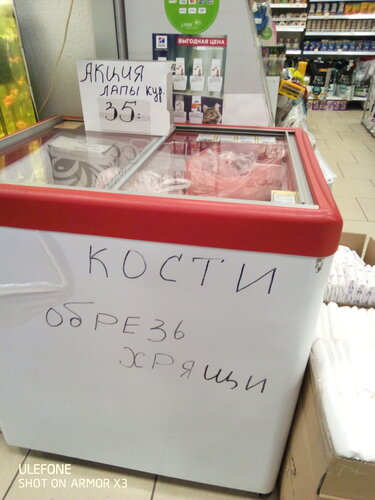 ВЫГОДНАЯ ЦЕНА
АКЦИЯ
ЛАПЫ КУР.
35=
КОСТИ
ОБРЕЗЬ
ХРЯЩИ
ULEFONE
SHOT ON ARMOR X3